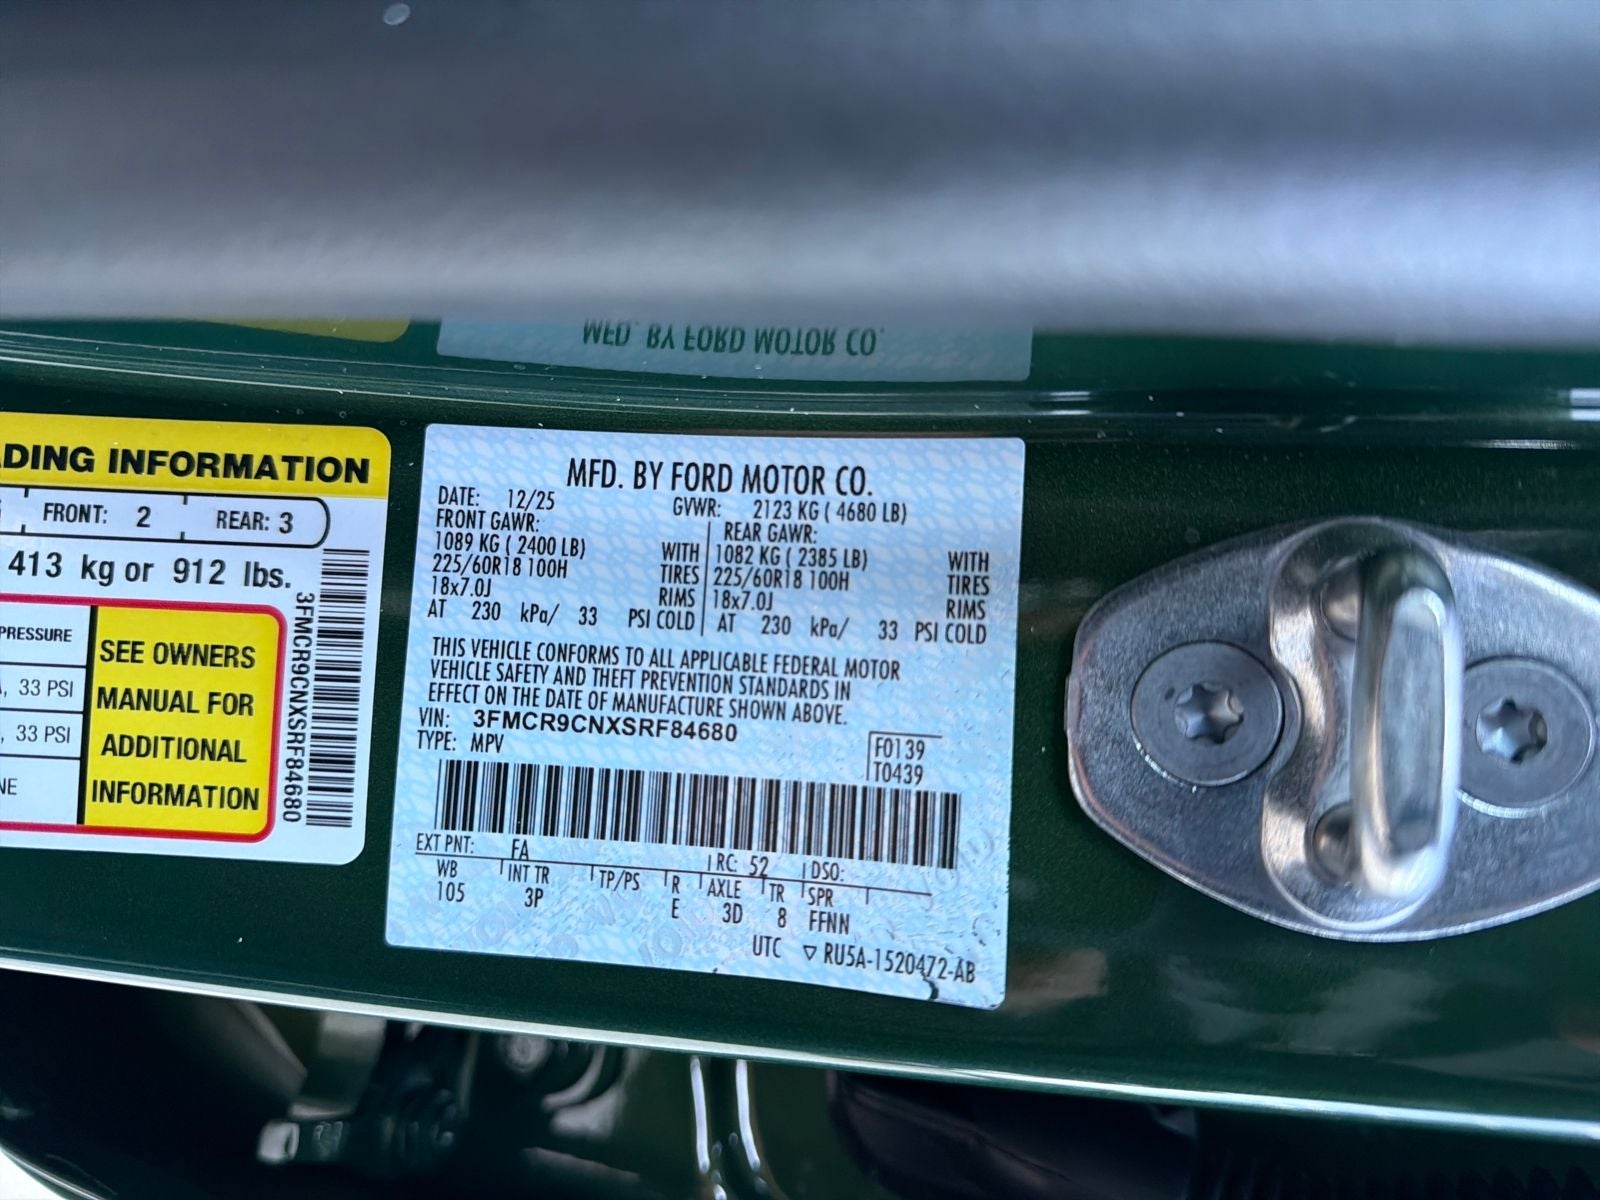 MFD. BY FORD MOTOR CO.
ADING INFORMATION
FRONT: 2 REAR: 3
413 kg or 912 lbs.
PRESSURE
33 PSI
33 PSI
NE
SEE OWNERS
MANUAL FOR
ADDITIONAL
INFORMATION
3FMCR9CNXSRF84680
MFD. BY FORD MOTOR CO.
DATE: 12/25 GVWR: 2123 KG ( 4680 LB)
FRONT GAWR: REAR GAWR:
1089 KG ( 2400 LB) WITH 1082 KG ( 2385 LB) WITH
225/60R18 100H TIRES 225/60R18 100H TIRES
18x7.0J RIMS 18x7.0J RIMS
AT 230 kPa/ 33 PSI COLD AT 230 kPa/ 33 PSI COLD
THIS VEHICLE CONFORMS TO ALL APPLICABLE FEDERAL MOTOR
VEHICLE SAFETY AND THEFT PREVENTION STANDARDS IN
EFFECT ON THE DATE OF MANUFACTURE SHOWN ABOVE.
VIN: 3FMCR9CNXSRF84680
TYPE: MPV
F0139
T0439
EXT PNT: FA RC: 52 DSO:
WB INT TR TP/PS R AXLE TR SPR
105 3P E 3D 8 FFNN
UTC ▽ RU5A-1520472-AB